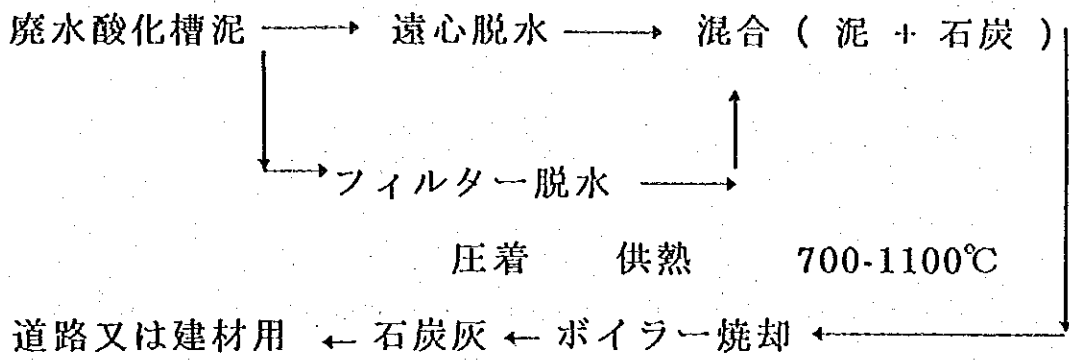 廃水酸化槽泥 → 遠心脱水 → 混合 ( 泥 + 石炭 )
フィルター脱水 →
圧着 供熱 700-1100℃
道路又は建材用 ← 石炭灰 ← ボイラー焼却 ←